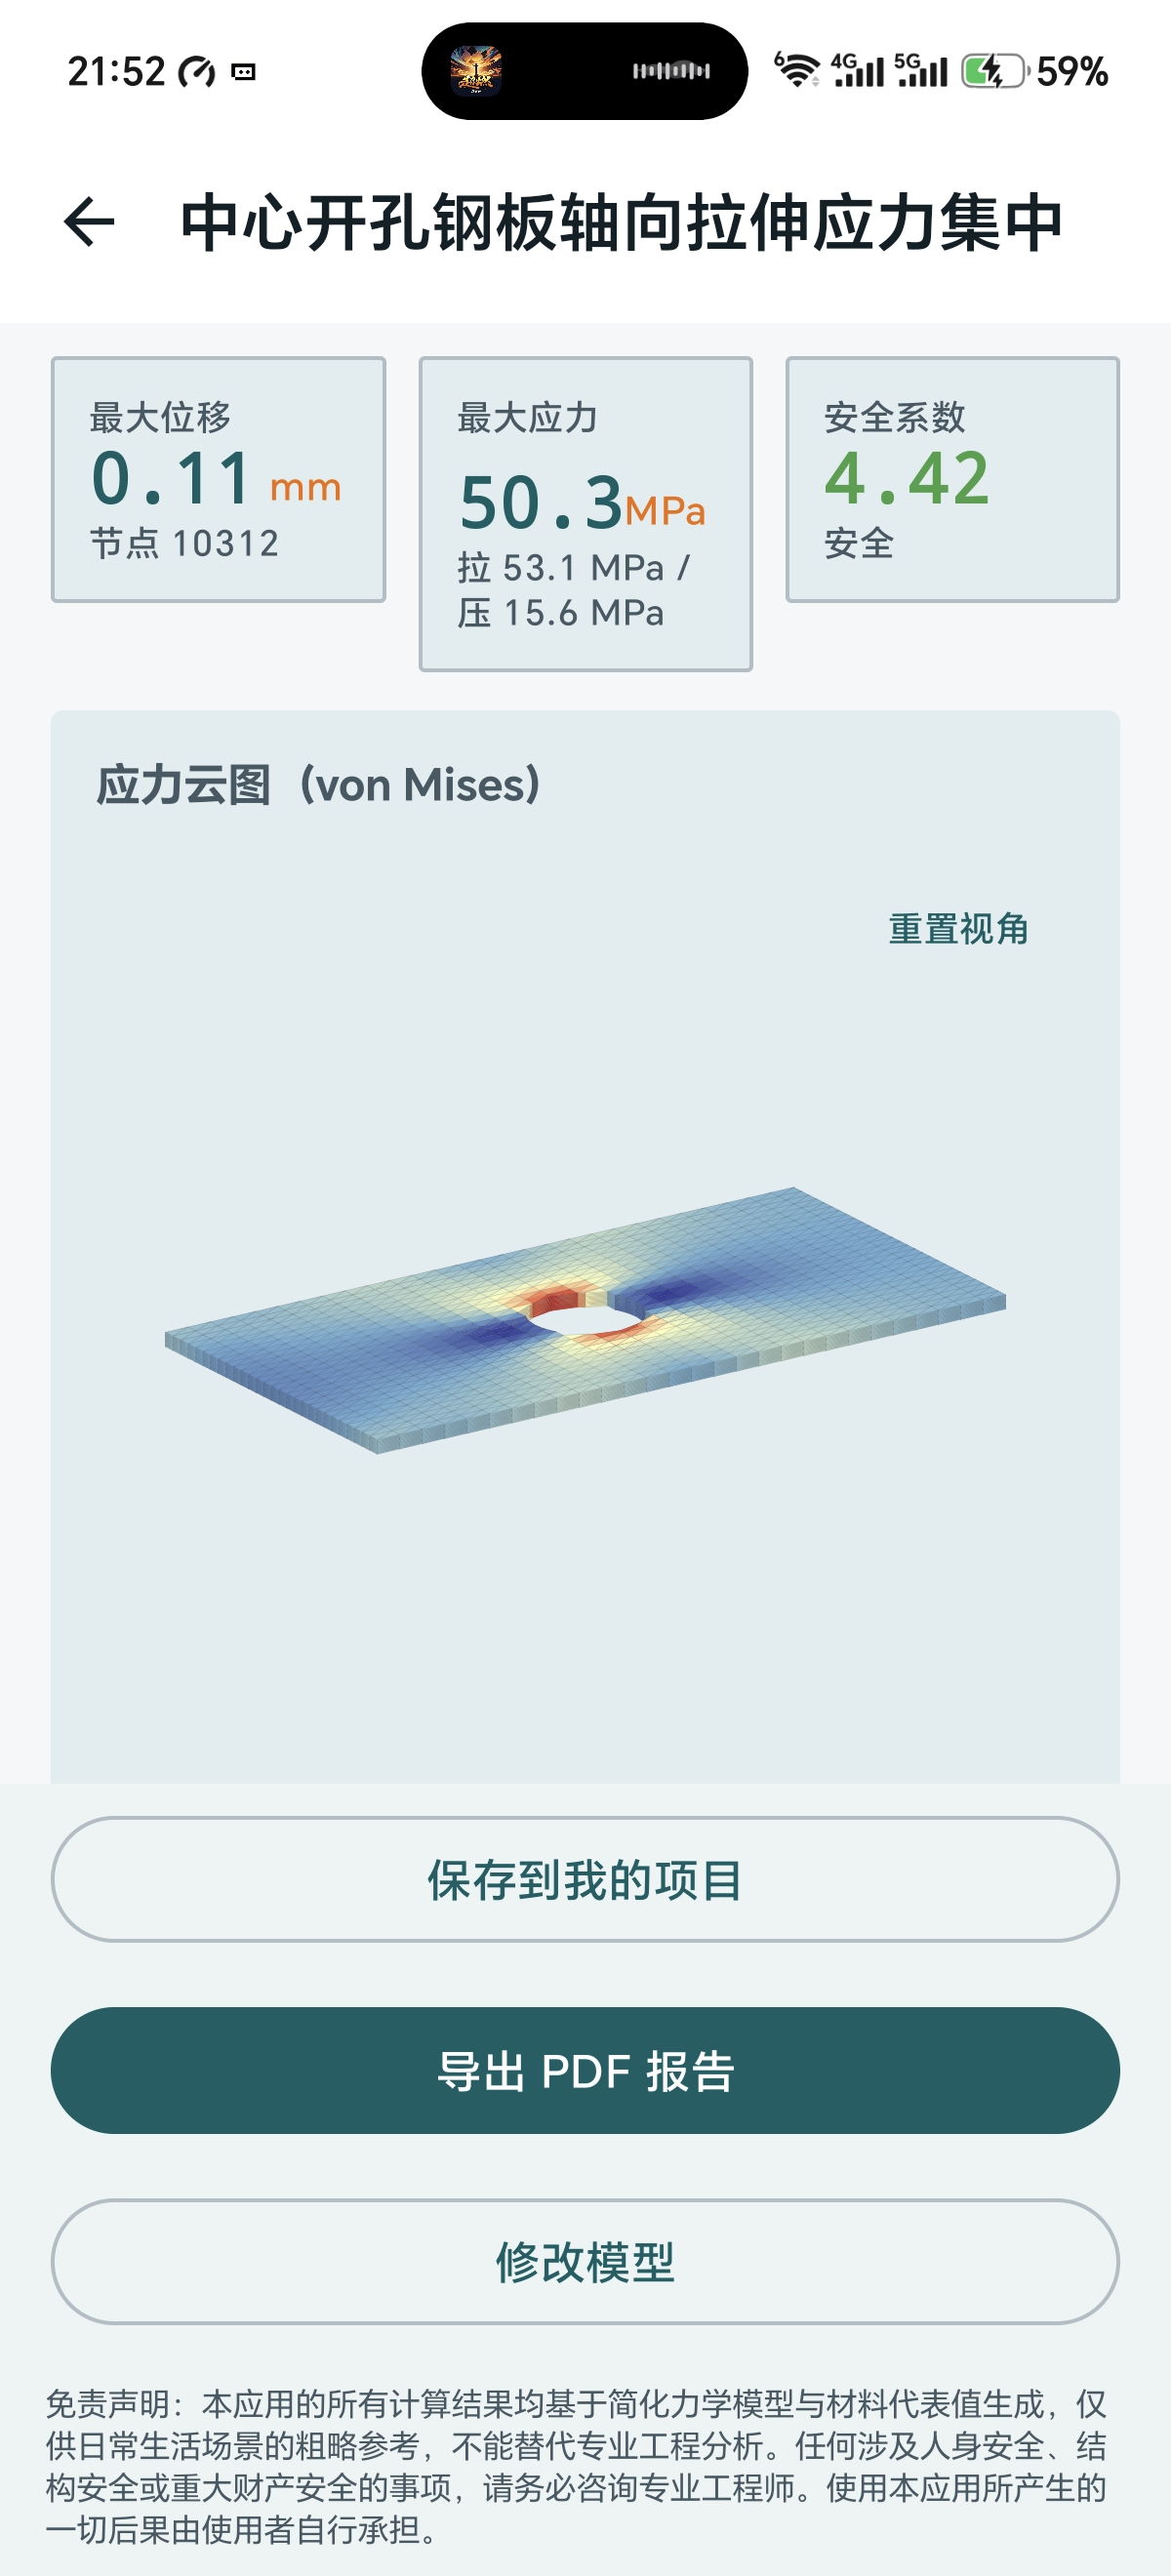 21:52
6
4G
5G
59%
中心开孔钢板轴向拉伸应力集中
最大位移
0.11 mm
节点 10312
最大应力
50.3MPa
拉 53.1 MPa /
压 15.6 MPa
安全系数
4.42
安全
应力云图（von Mises）
重置视角
保存到我的项目
导出 PDF 报告
修改模型
免责声明：本应用的所有计算结果均基于简化力学模型与材料代表值生成，仅
供日常生活场景的粗略参考，不能替代专业工程分析。任何涉及人身安全、结
构安全或重大财产安全的事项，请务必咨询专业工程师。使用本应用所产生的
一切后果由使用者自行承担。